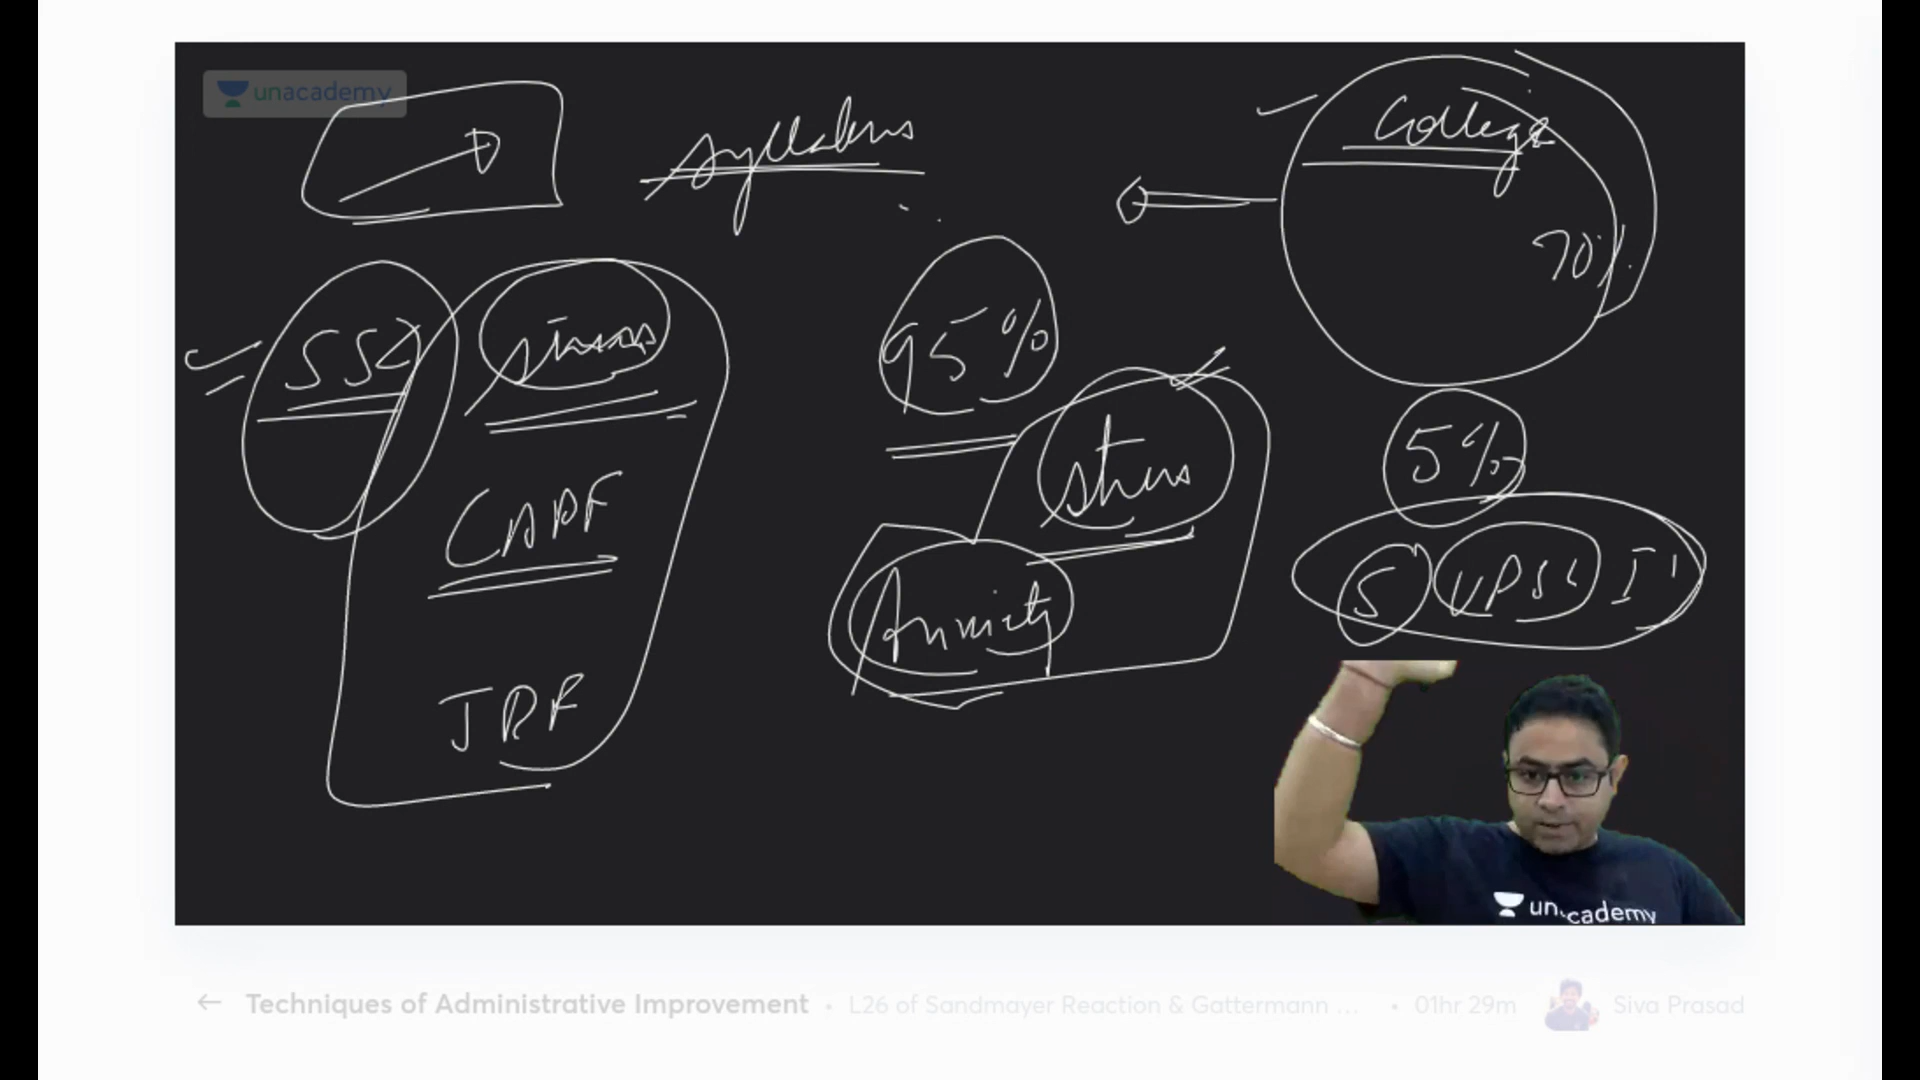 unacademy
Syllabus
College
70%
SSC
stress
95%
stress
5%
CAPF
Anxiety
S UPSC I
JRF
unacademy
Techniques of Administrative Improvement • L26 of Sandmayer Reaction & Gattermann ... • 01hr 29m Siva Prasad